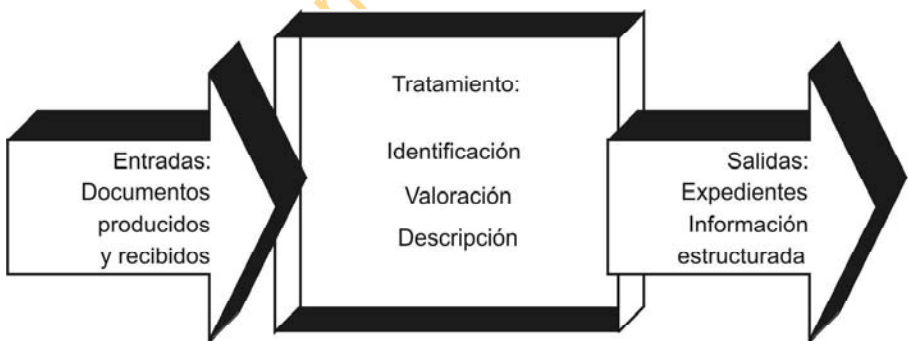 Entradas:
Documentos
producidos
y recibidos
Tratamiento:
Identificación
Valoración
Descripción
Salidas:
Expedientes
Información
estructurada